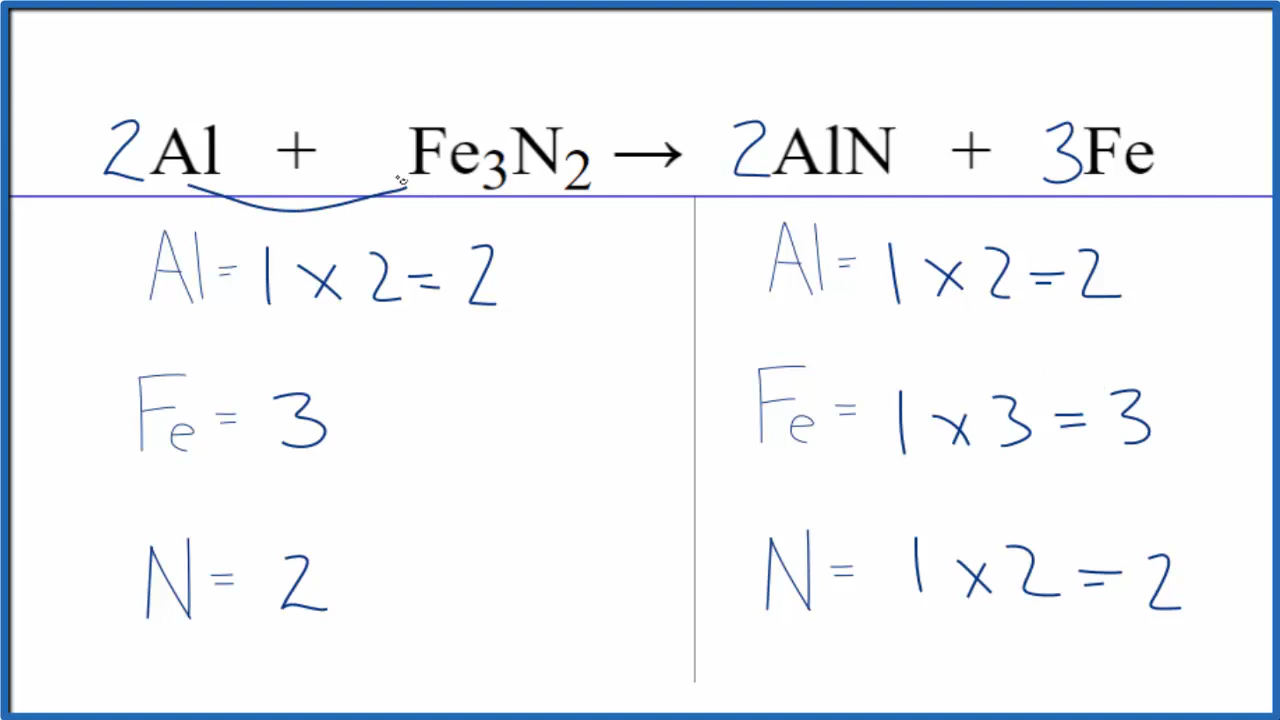 2Al + Fe₃N₂ → 2AlN + 3Fe
Al = 1 x 2 = 2
Al = 1 x 2 = 2
Fe = 3
Fe = 1 x 3 = 3
N = 2
N = 1 x 2 = 2